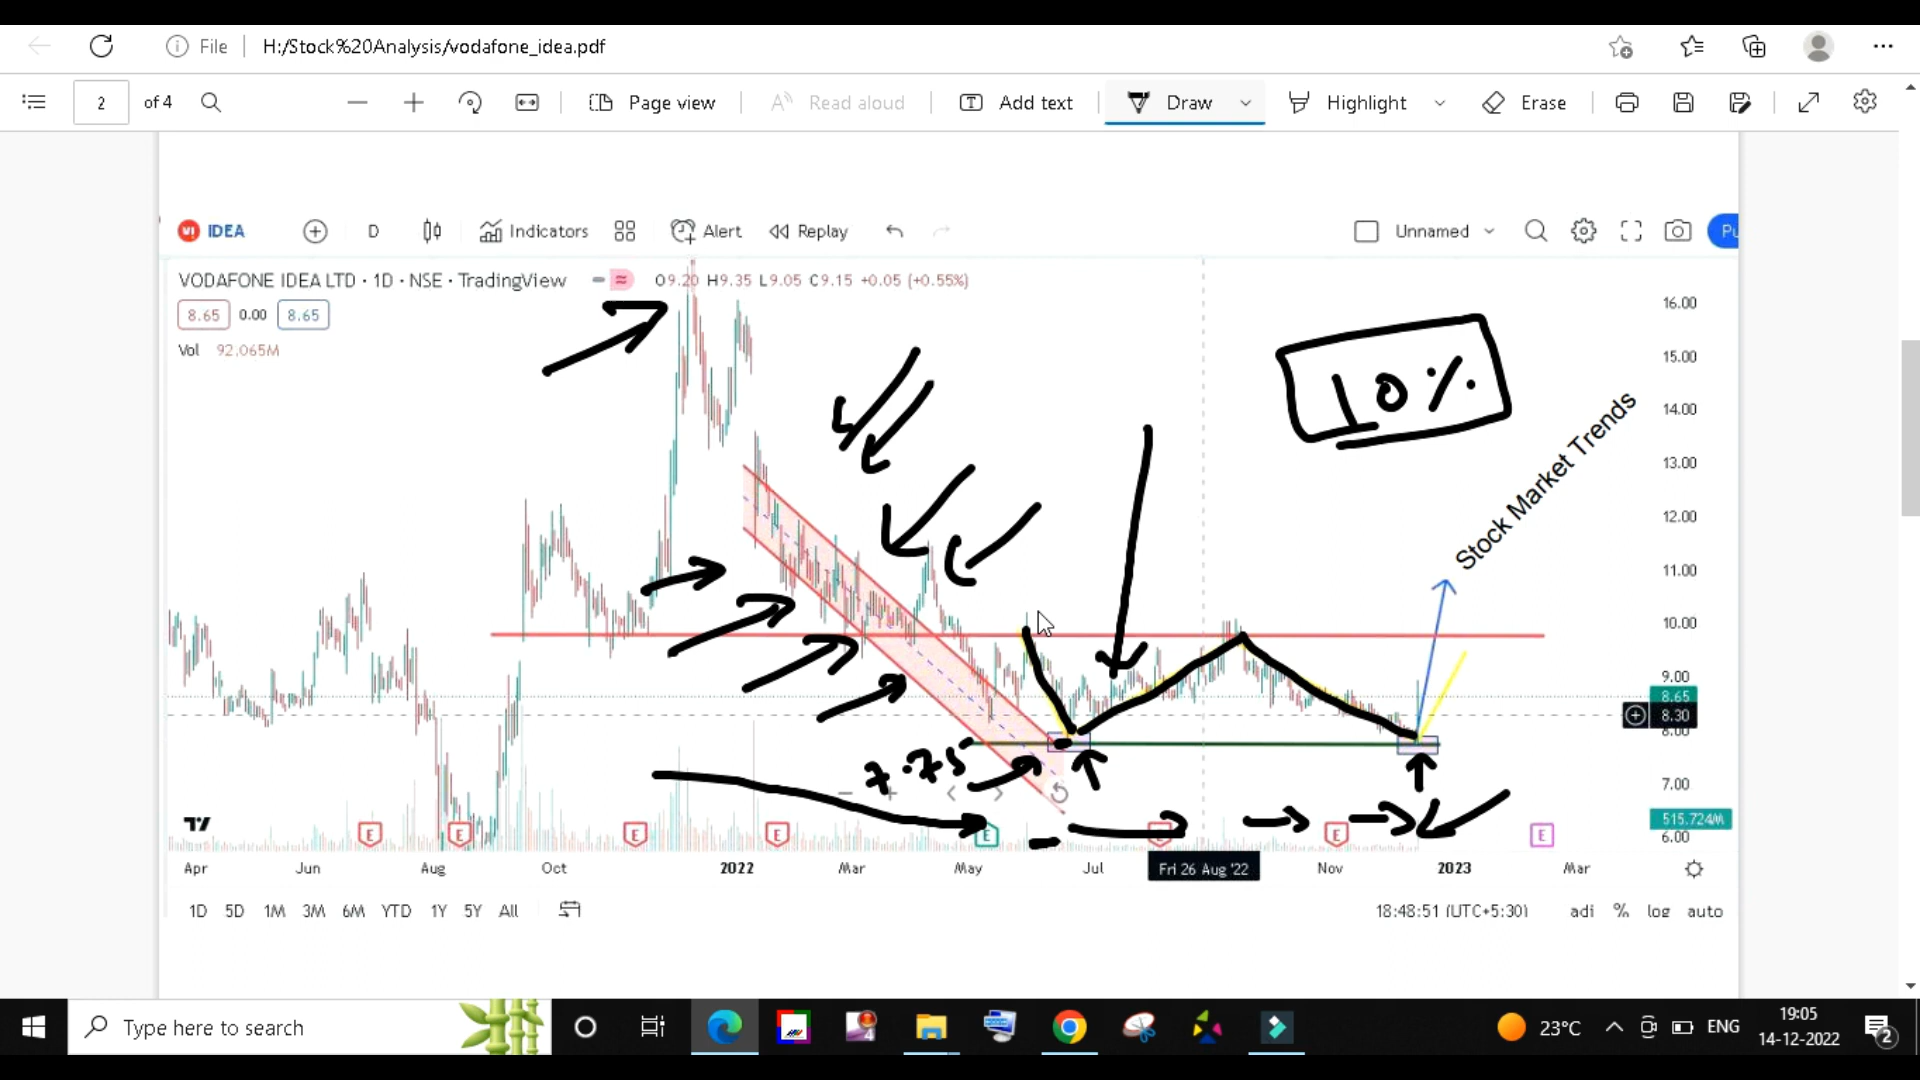 File H:/Stock%20Analysis/vodafone_idea.pdf
2 of 4 Page view Read aloud Add text Draw Highlight Erase
IDEA D Indicators Alert Replay Unnamed Pu
VODAFONE IDEA LTD · 1D · NSE · TradingView O9.20 H9.35 L9.05 C9.15 +0.05 (+0.55%)
8.65 0.00 8.65
Vol 92.065M
10%
Stock Market Trends
16.00
15.00
14.00
13.00
12.00
11.00
10.00
9.00
8.65
8.30
8.00
7.00
515.724M
6.00
7.75
E E E E E E E E
Apr Jun Aug Oct 2022 Mar May Jul Fri 26 Aug '22 Nov 2023 Mar
1D 5D 1M 3M 6M YTD 1Y 5Y All 18:48:51 (UTC+5:30) adj % log auto
Type here to search 23°C ENG 19:05
14-12-2022 2